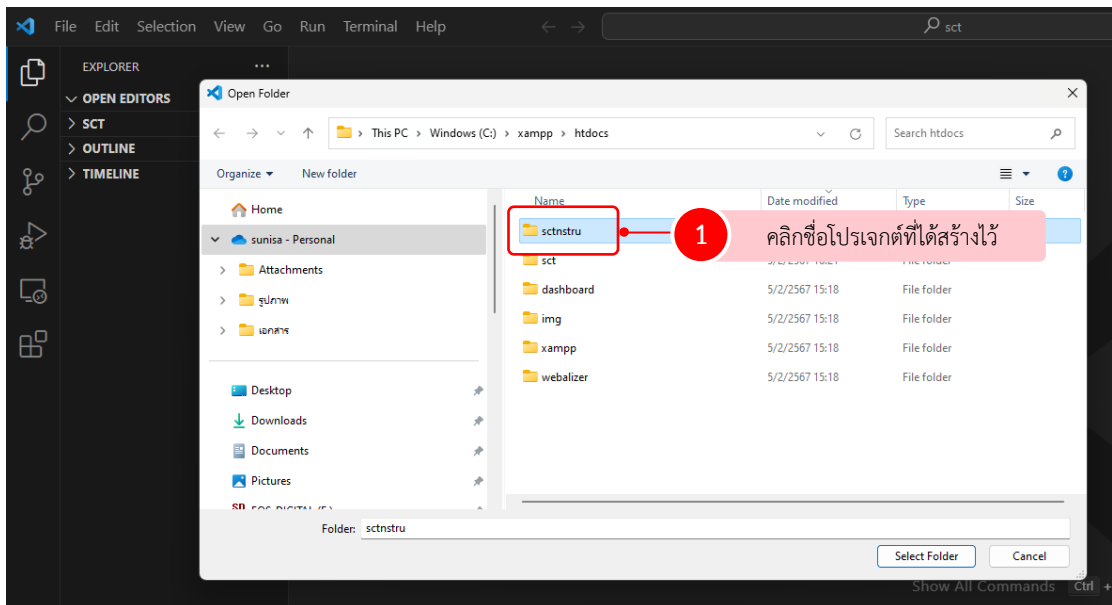 File Edit Selection View Go Run Terminal Help
sct
EXPLORER
OPEN EDITORS
SCT
OUTLINE
TIMELINE
Open Folder
This PC > Windows (C:) > xampp > htdocs
Search htdocs
Organize New folder
Home
sunisa - Personal
Attachments
รูปภาพ
เอกสาร
Desktop
Downloads
Documents
Pictures
Name Date modified Type Size
sctnstru
1 คลิกชื่อโปรเจกต์ที่ได้สร้างไว้
sct
dashboard 5/2/2567 15:18 File folder
img 5/2/2567 15:18 File folder
xampp 5/2/2567 15:18 File folder
webalizer 5/2/2567 15:18 File folder
Folder: sctnstru
Select Folder Cancel
Show All Commands Ctrl +